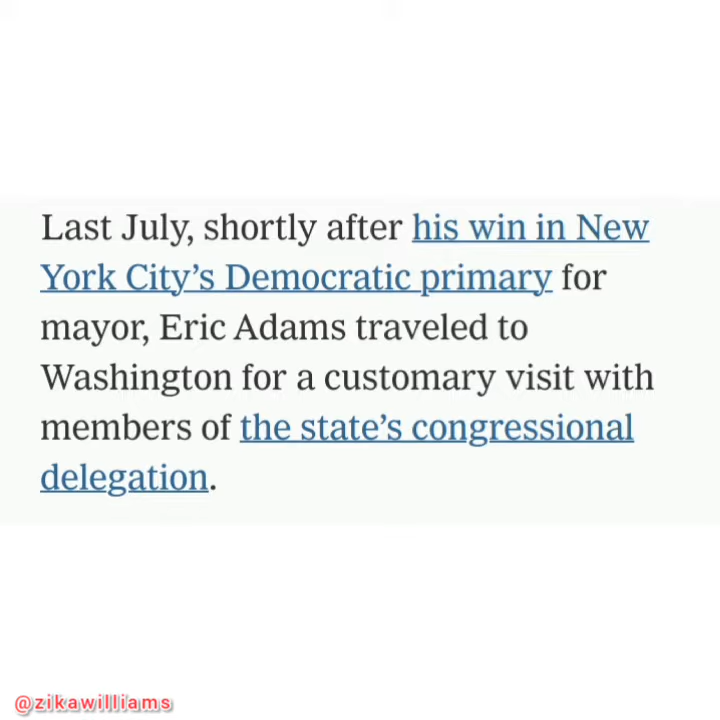 Last July, shortly after his win in New
York City’s Democratic primary for
mayor, Eric Adams traveled to
Washington for a customary visit with
members of the state’s congressional
delegation.
@zikawilliams